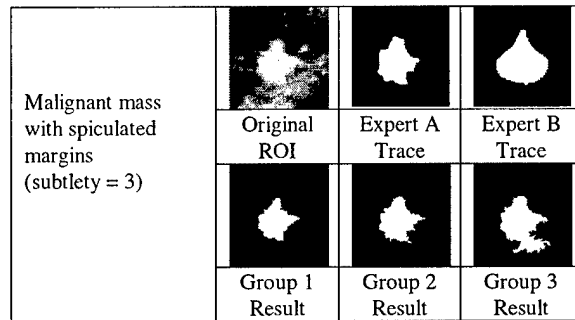 Malignant mass
with spiculated
margins
(subtlety = 3)
Original
ROI
Expert A
Trace
Expert B
Trace
Group 1
Result
Group 2
Result
Group 3
Result